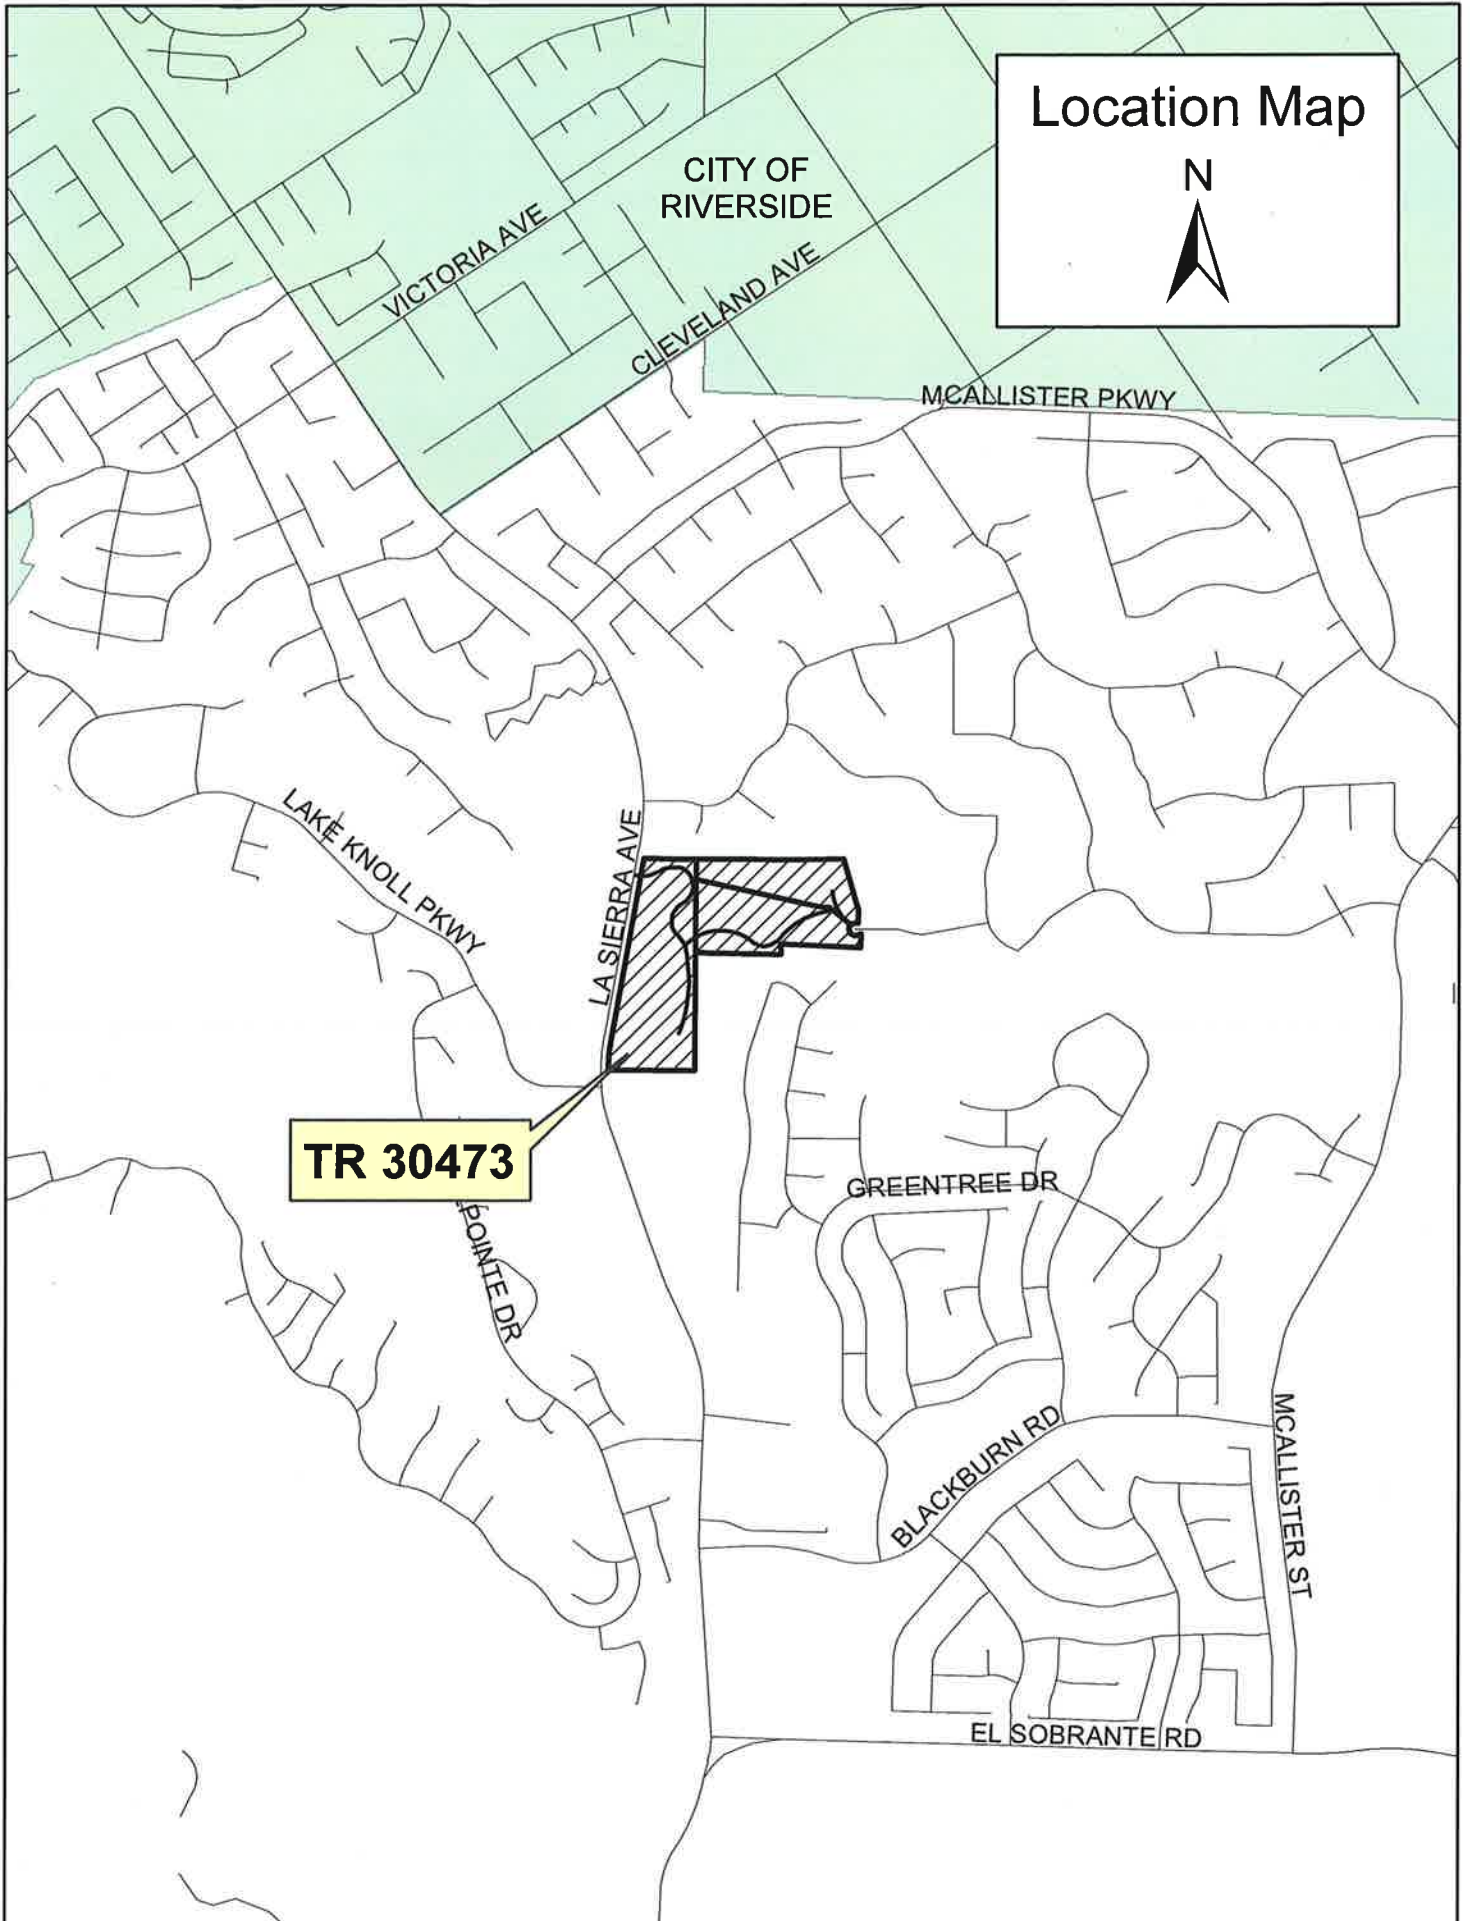 Location Map
N
CITY OF
RIVERSIDE
VICTORIA AVE
CLEVELAND AVE
MCALLISTER PKWY
LAKE KNOLL PKWY
LA SIERRA AVE
TR 30473
GREENTREE DR
POINTE DR
BLACKBURN RD
MCALLISTER ST
EL SOBRANTE RD